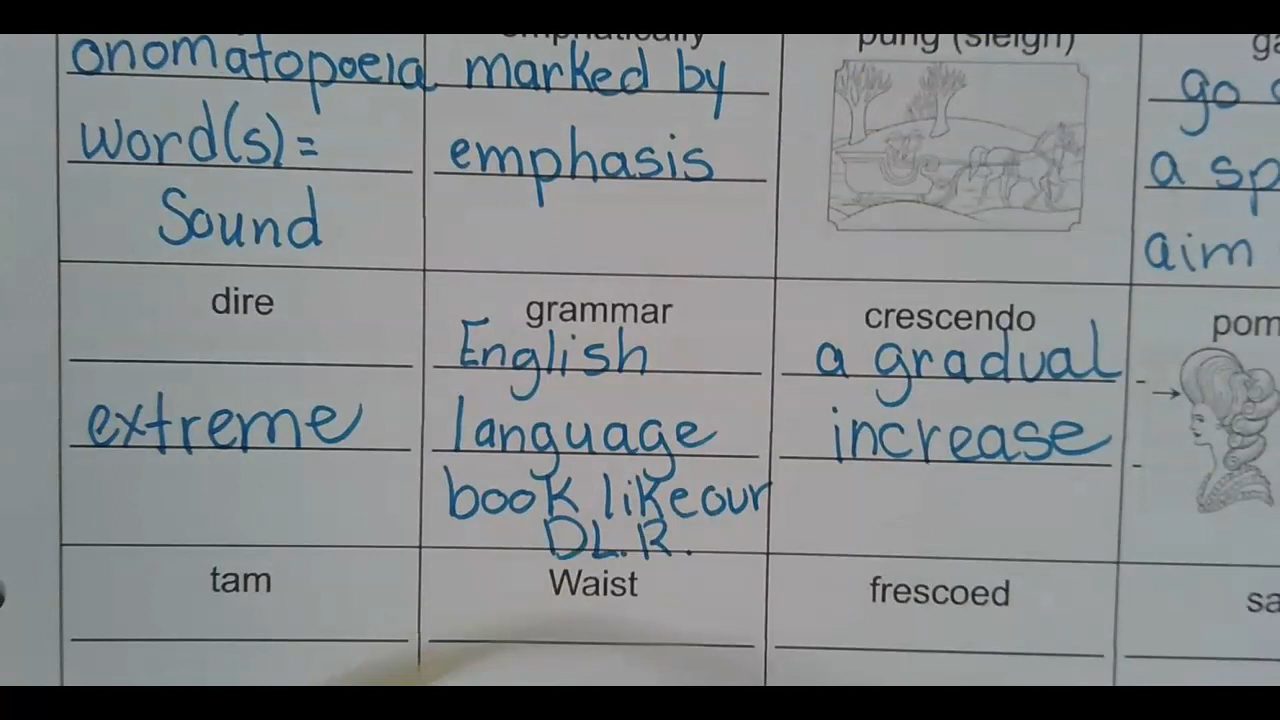 emphatically
pung (sleigh)
onomatopoeia
marked by
go
word(s)=
emphasis
a sp
Sound
aim
dire
grammar
crescendo
pom
English
a gradual
extreme
language
increase
book like our
D.L.R.
tam
Waist
frescoed
sa